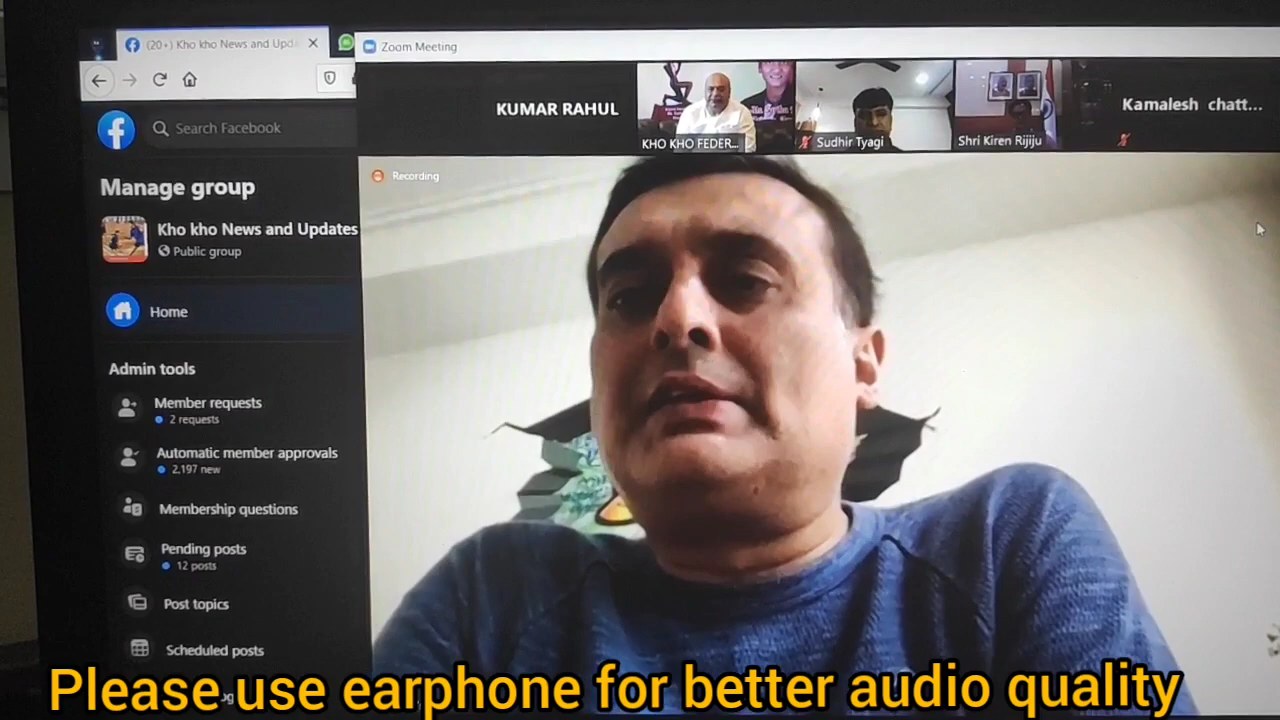 (20+) Kho kho News and Upd
Zoom Meeting
Search Facebook
KUMAR RAHUL
KHO KHO FEDER...
Sudhir Tyagi
Shri Kiren Rijiju
Kamalesh chatt...
Recording
Manage group
Kho kho News and Updates
Public group
Home
Admin tools
Member requests
2 requests
Automatic member approvals
2,197 new
Membership questions
Pending posts
12 posts
Post topics
Scheduled posts
Please use earphone for better audio quality